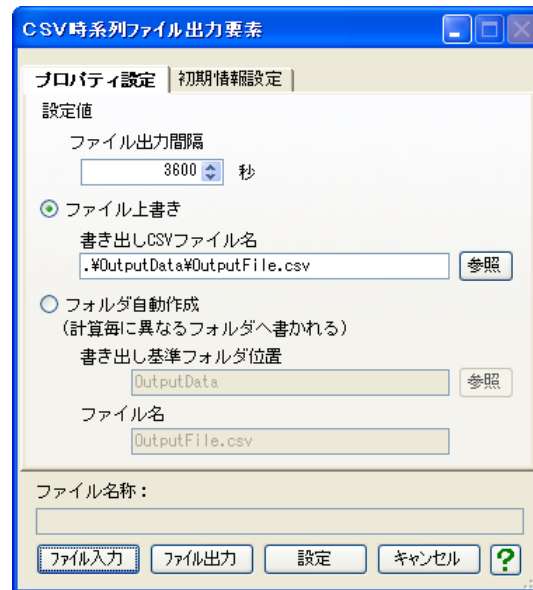 CSV時系列ファイル出力要素
プロパティ設定 初期情報設定
設定値
ファイル出力間隔
3600 秒
ファイル上書き
書き出しCSVファイル名
.¥OutputData¥OutputFile.csv 参照
フォルダ自動作成
(計算毎に異なるフォルダへ書かれる)
書き出し基準フォルダ位置
OutputData 参照
ファイル名
OutputFile.csv
ファイル名称:
ファイル入力 ファイル出力 設定 キャンセル ?